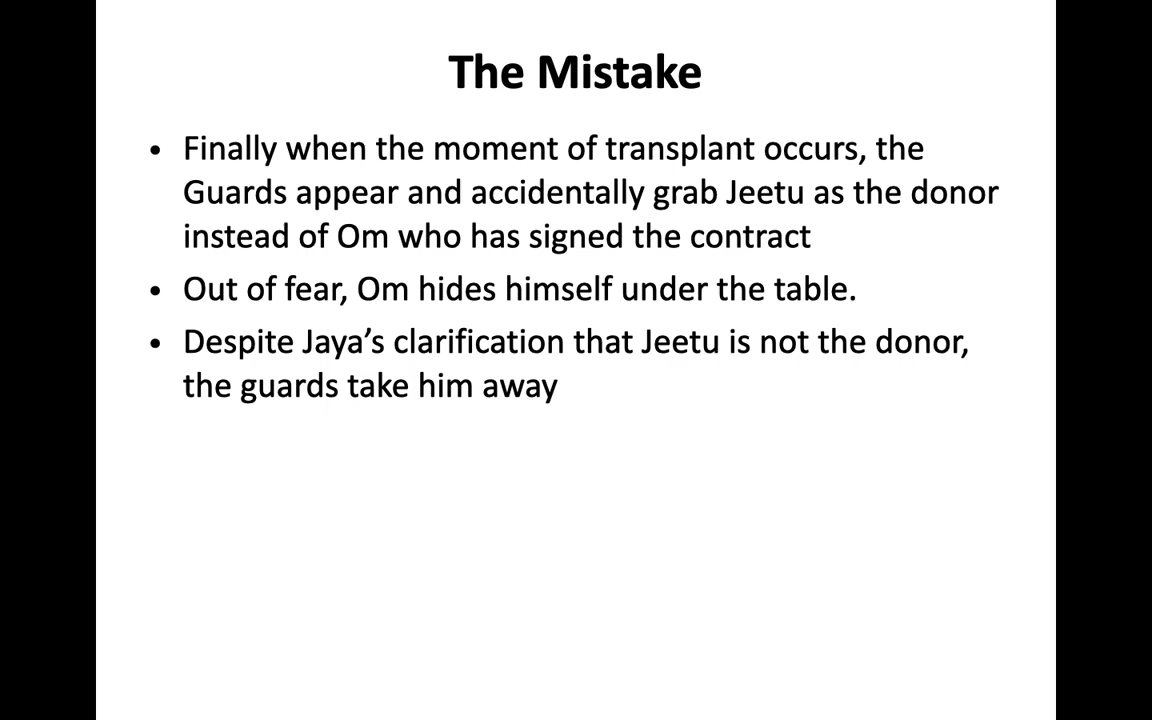 The Mistake
• Finally when the moment of transplant occurs, the
Guards appear and accidentally grab Jeetu as the donor
instead of Om who has signed the contract
• Out of fear, Om hides himself under the table.
• Despite Jaya’s clarification that Jeetu is not the donor,
the guards take him away